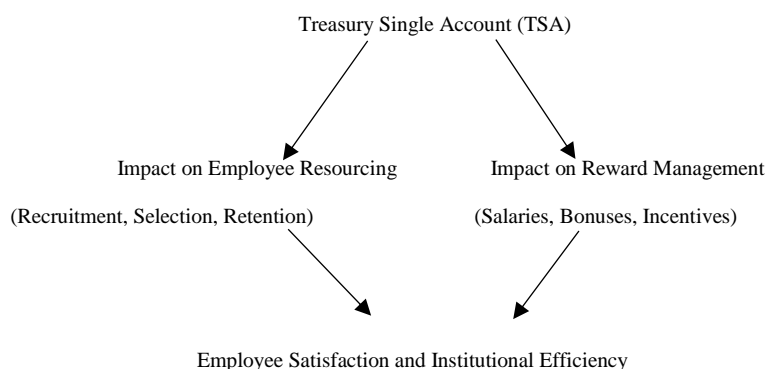 Treasury Single Account (TSA)
Impact on Employee Resourcing
Impact on Reward Management
(Recruitment, Selection, Retention)
(Salaries, Bonuses, Incentives)
Employee Satisfaction and Institutional Efficiency